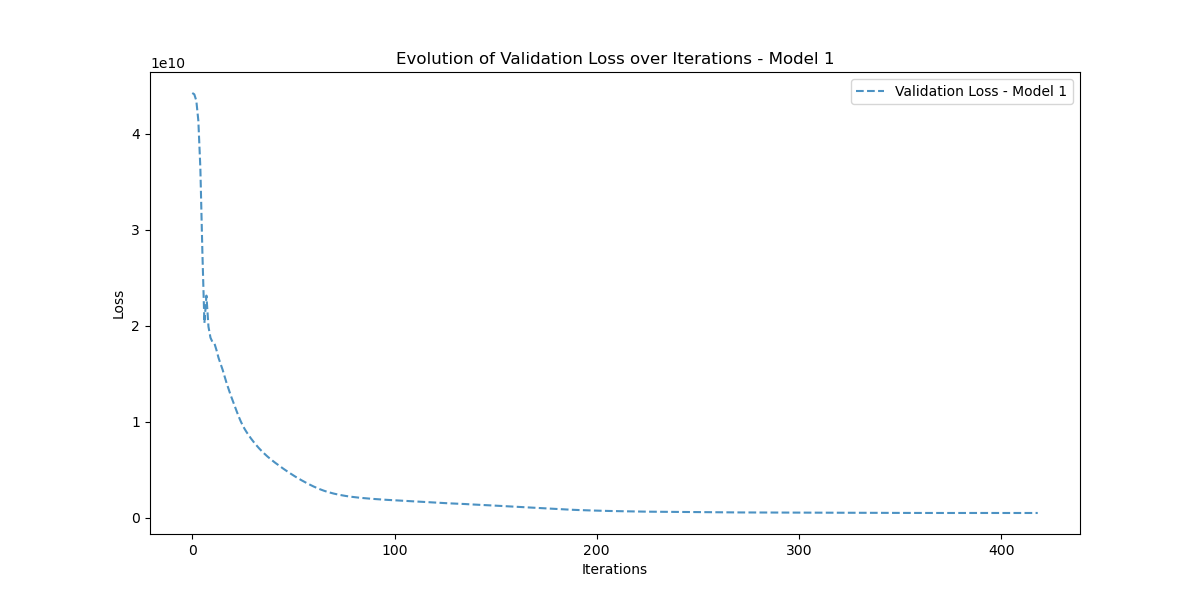 Evolution of Validation Loss over Iterations - Model 1
1e10
Validation Loss - Model 1
4
3
2
1
0
Loss
0 100 200 300 400
Iterations